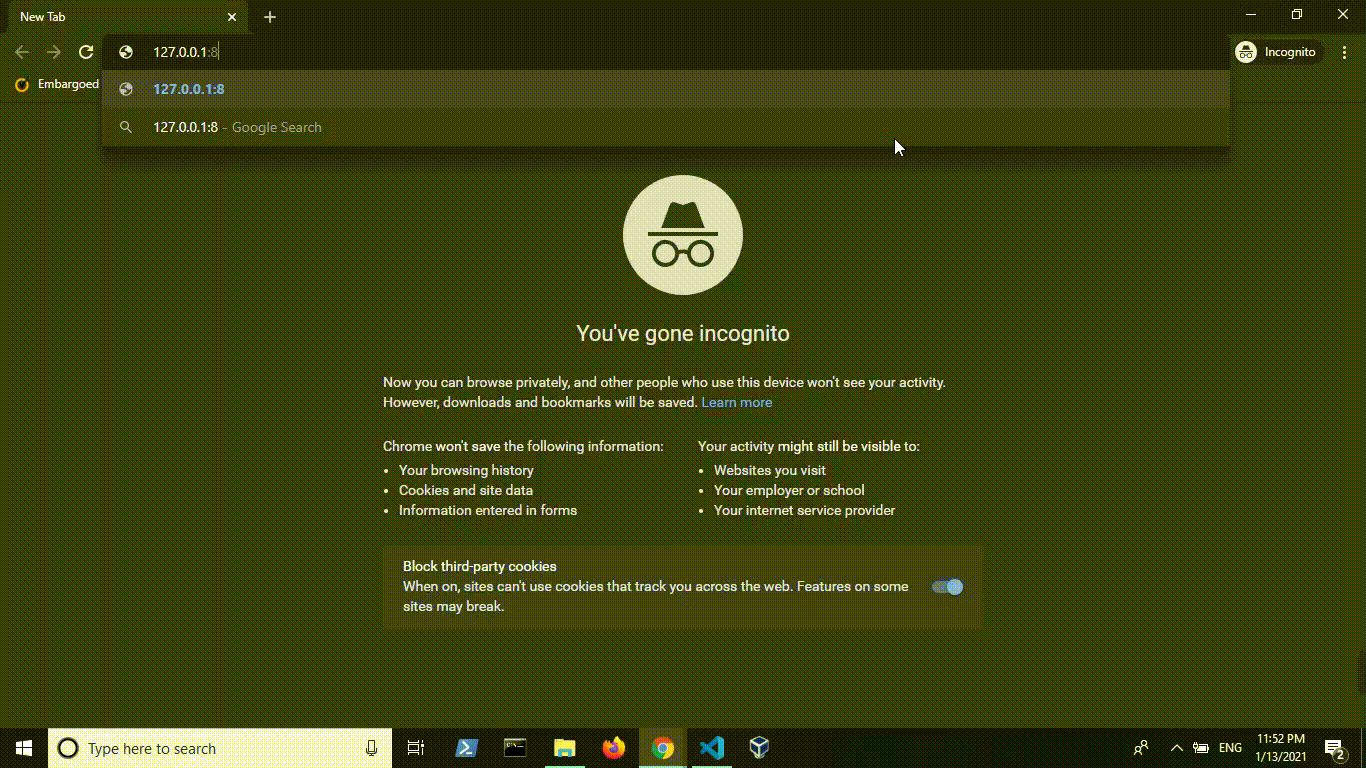 New Tab
127.0.0.1:8
Incognito
Embargoed
127.0.0.1:8
127.0.0.1:8 - Google Search
You've gone incognito
Now you can browse privately, and other people who use this device won't see your activity.
However, downloads and bookmarks will be saved. Learn more
Chrome won't save the following information:
Your browsing history
Cookies and site data
Information entered in forms
Your activity might still be visible to:
Websites you visit
Your employer or school
Your internet service provider
Block third-party cookies
When on, sites can't use cookies that track you across the web. Features on some
sites may break.
Type here to search
ENG
11:52 PM
1/13/2021
2